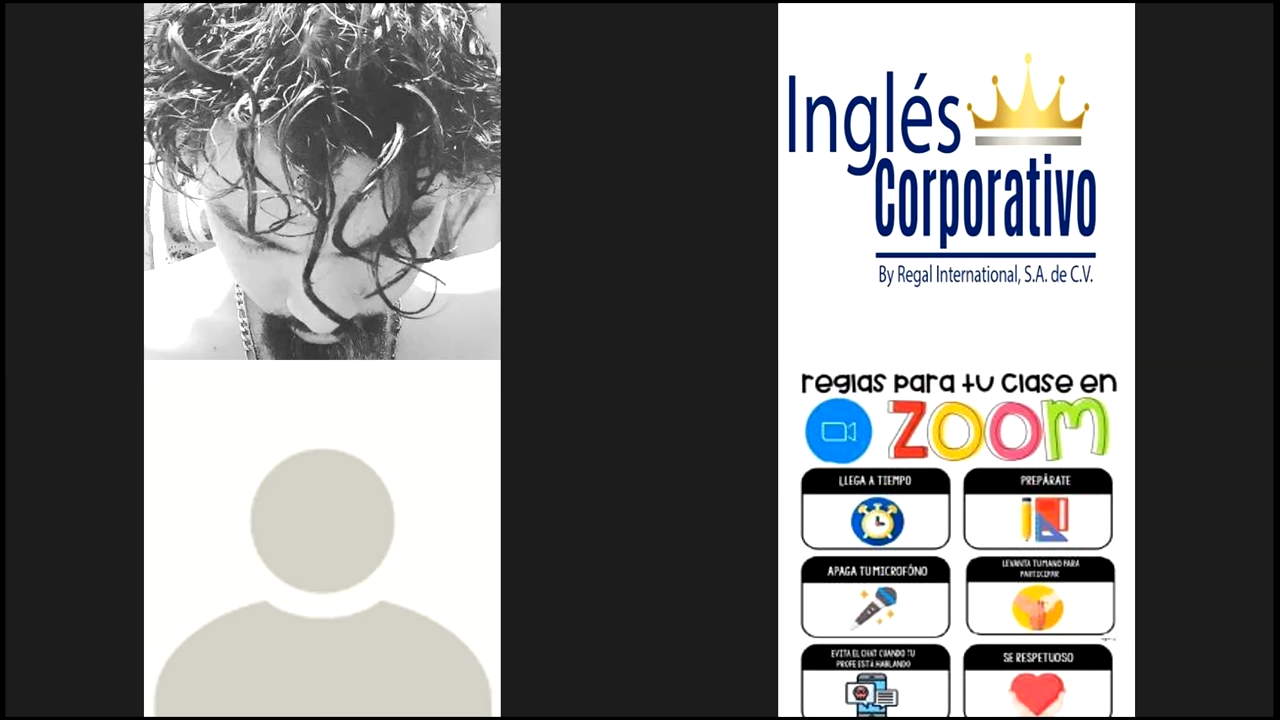 Inglés
Corporativo
By Regal International, S.A. de C.V.
reglas para tu clase en
zoom
LLEGA A TIEMPO
PREPÁRATE
APAGA TU MICROFÓNO
LEVANTA TU MANO PARA
PARTICIPAR
EVITA EL CHAT CUANDO TU
PROFE ESTÁ HABLANDO
SE RESPETUOSO